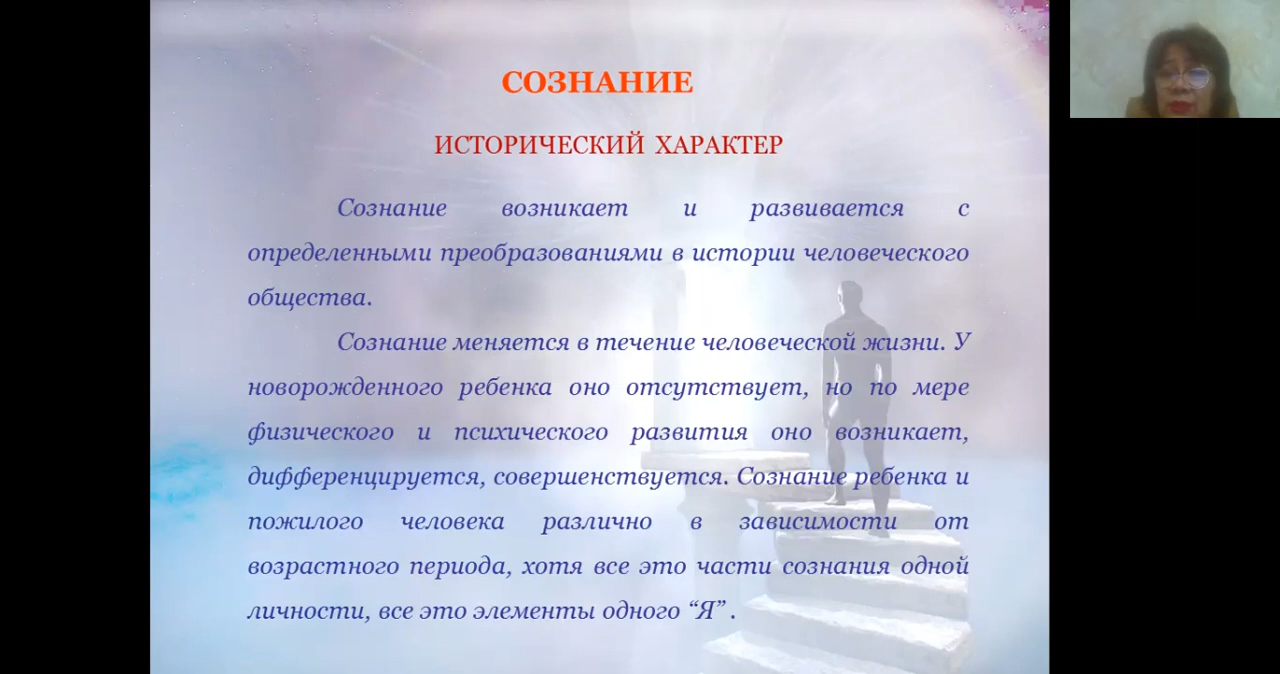 СОЗНАНИЕ
ИСТОРИЧЕСКИЙ ХАРАКТЕР
Сознание возникает и развивается с
определенными преобразованиями в истории человеческого
общества.
Сознание меняется в течение человеческой жизни. У
новорожденного ребенка оно отсутствует, но по мере
физического и психического развития оно возникает,
дифференцируется, совершенствуется. Сознание ребенка и
пожилого человека различно в зависимости от
возрастного периода, хотя все это части сознания одной
личности, все это элементы одного “Я” .